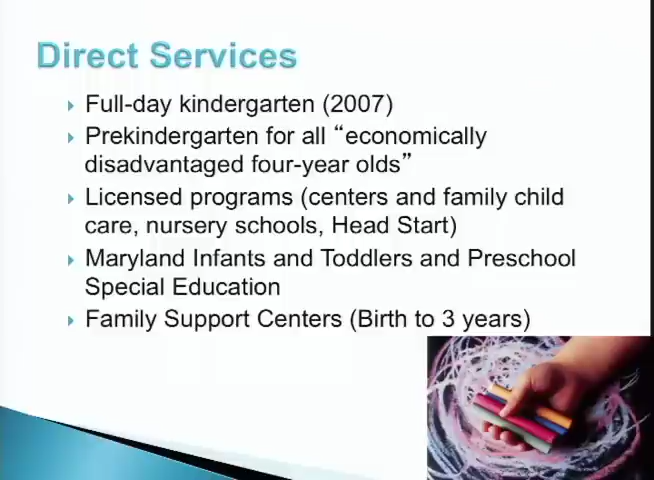 Direct Services
Full-day kindergarten (2007)
Prekindergarten for all “economically
disadvantaged four-year olds”
Licensed programs (centers and family child
care, nursery schools, Head Start)
Maryland Infants and Toddlers and Preschool
Special Education
Family Support Centers (Birth to 3 years)